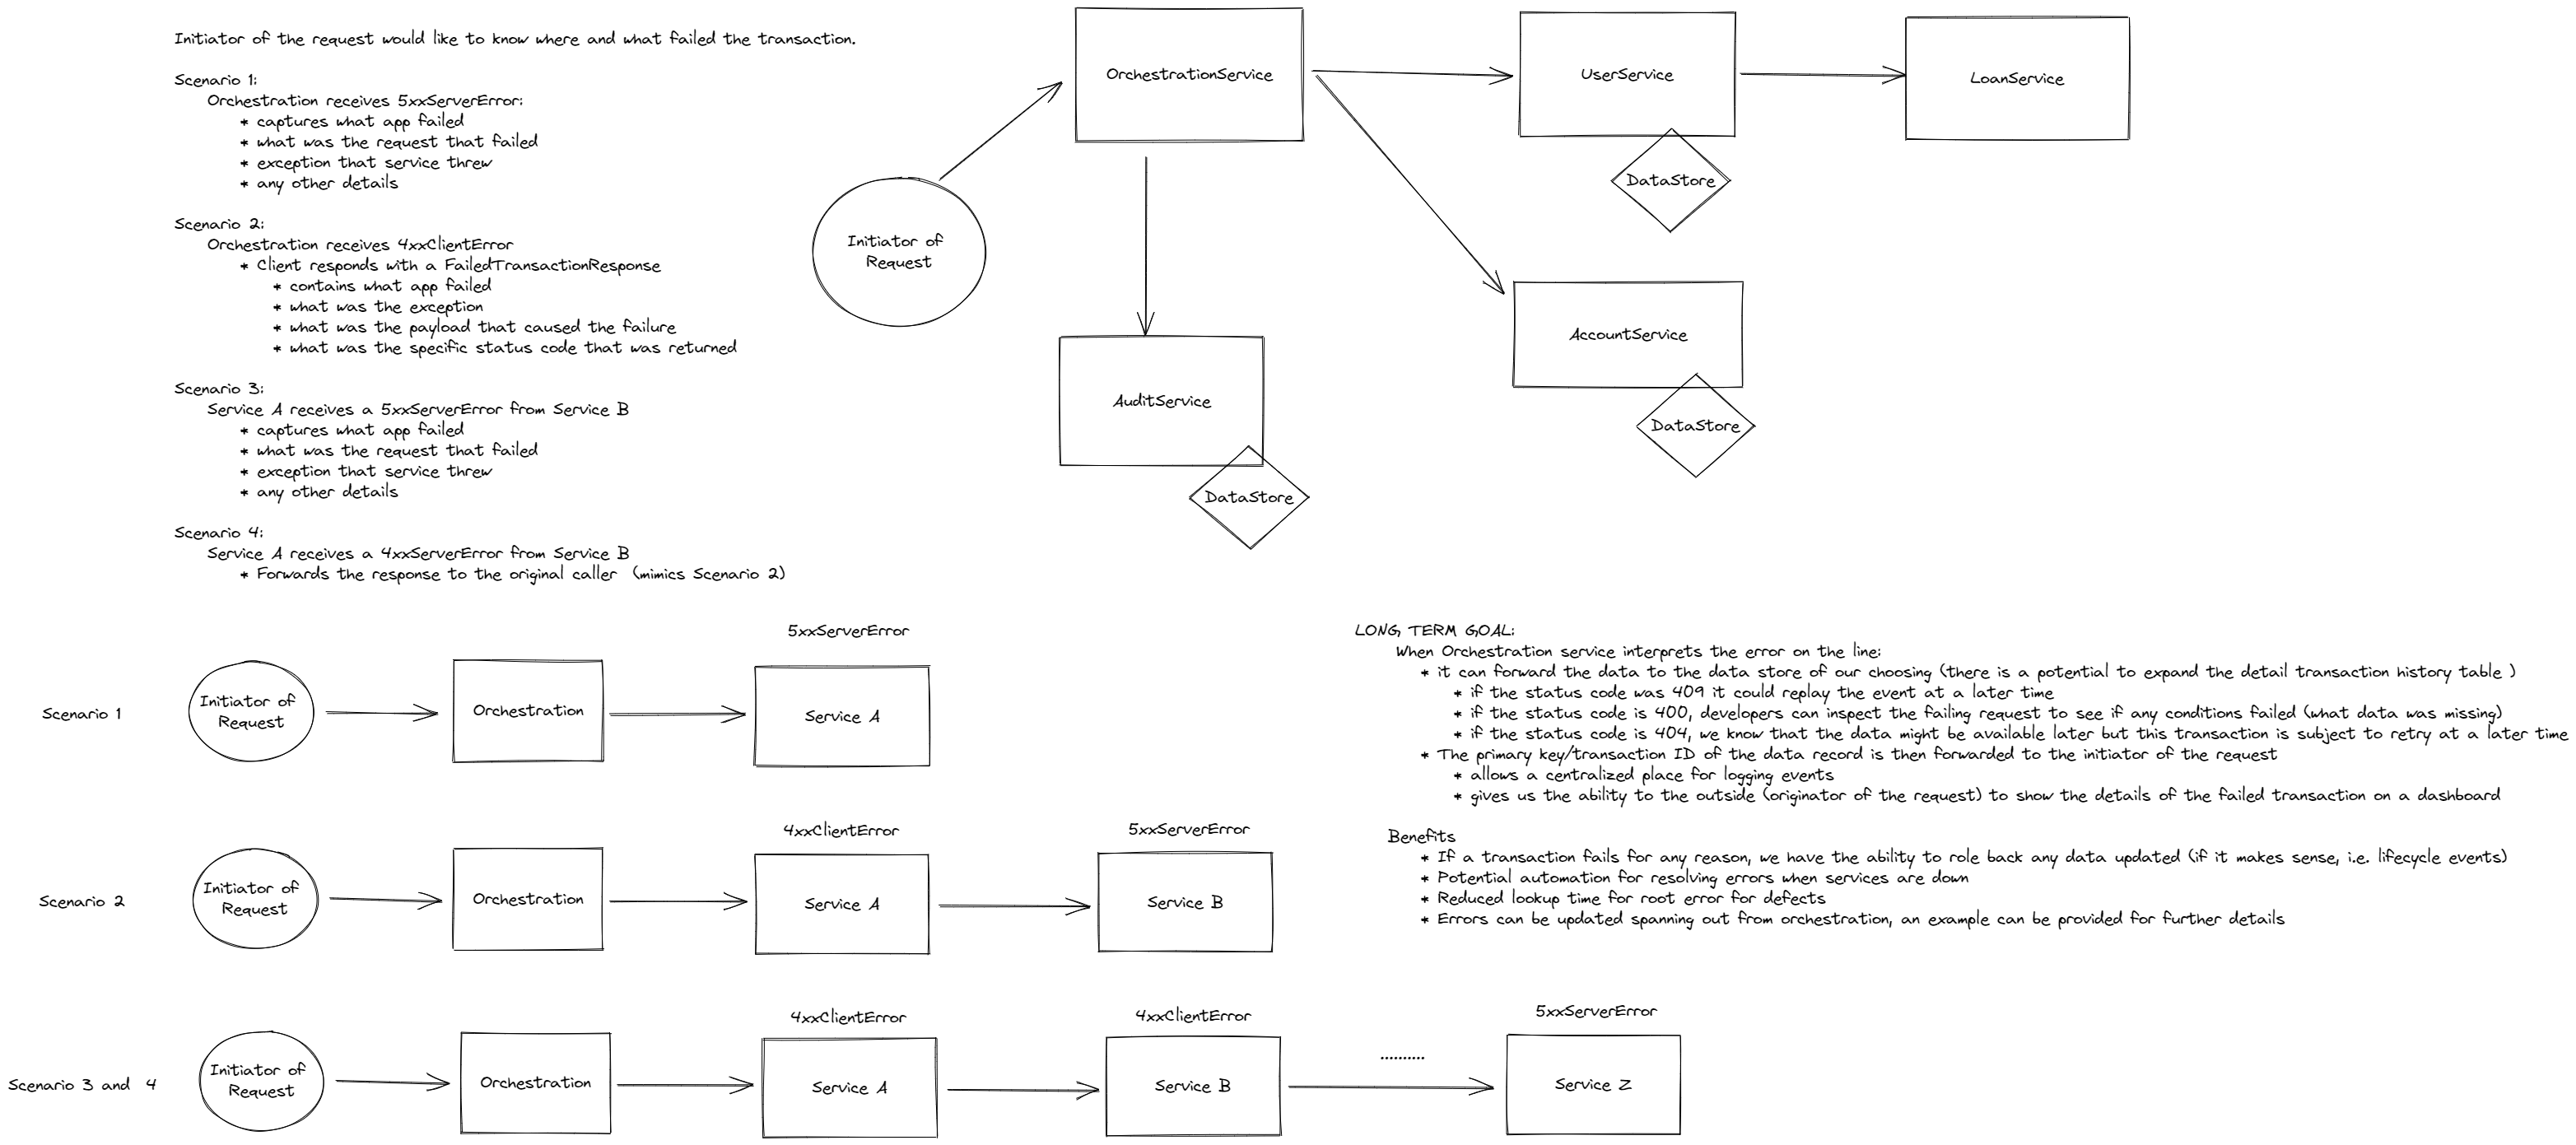 Initiator of the request would like to know where and what failed the transaction.
Scenario 1:
Orchestration receives 5xxServerError:
* captures what app failed
* what was the request that failed
* exception that service threw
* any other details
Scenario 2:
Orchestration receives 4xxClientError
* Client responds with a FailedTransactionResponse
* contains what app failed
* what was the exception
* what was the payload that caused the failure
* what was the specific status code that was returned
Scenario 3:
Service A receives a 5xxServerError from Service B
* captures what app failed
* what was the request that failed
* exception that service threw
* any other details
Scenario 4:
Service A receives a 4xxServerError from Service B
* Forwards the response to the original caller (mimics Scenario 2)
Initiator of
Request
OrchestrationService
UserService
LoanService
DataStore
AccountService
DataStore
AuditService
DataStore
Scenario 1
Initiator of
Request
Orchestration
5xxServerError
Service A
Scenario 2
Initiator of
Request
Orchestration
4xxClientError
Service A
5xxServerError
Service B
Scenario 3 and 4
Initiator of
Request
Orchestration
4xxClientError
Service A
4xxClientError
Service B
..........
5xxServerError
Service Z
LONG TERM GOAL:
When Orchestration service interprets the error on the line:
* it can forward the data to the data store of our choosing (there is a potential to expand the detail transaction history table )
* if the status code was 409 it could replay the event at a later time
* if the status code is 400, developers can inspect the failing request to see if any conditions failed (what data was missing)
* if the status code is 404, we know that the data might be available later but this transaction is subject to retry at a later time
* The primary key/transaction ID of the data record is then forwarded to the initiator of the request
* allows a centralized place for logging events
* gives us the ability to the outside (originator of the request) to show the details of the failed transaction on a dashboard
Benefits
* If a transaction fails for any reason, we have the ability to role back any data updated (if it makes sense, i.e. lifecycle events)
* Potential automation for resolving errors when services are down
* Reduced lookup time for root error for defects
* Errors can be updated spanning out from orchestration, an example can be provided for further details